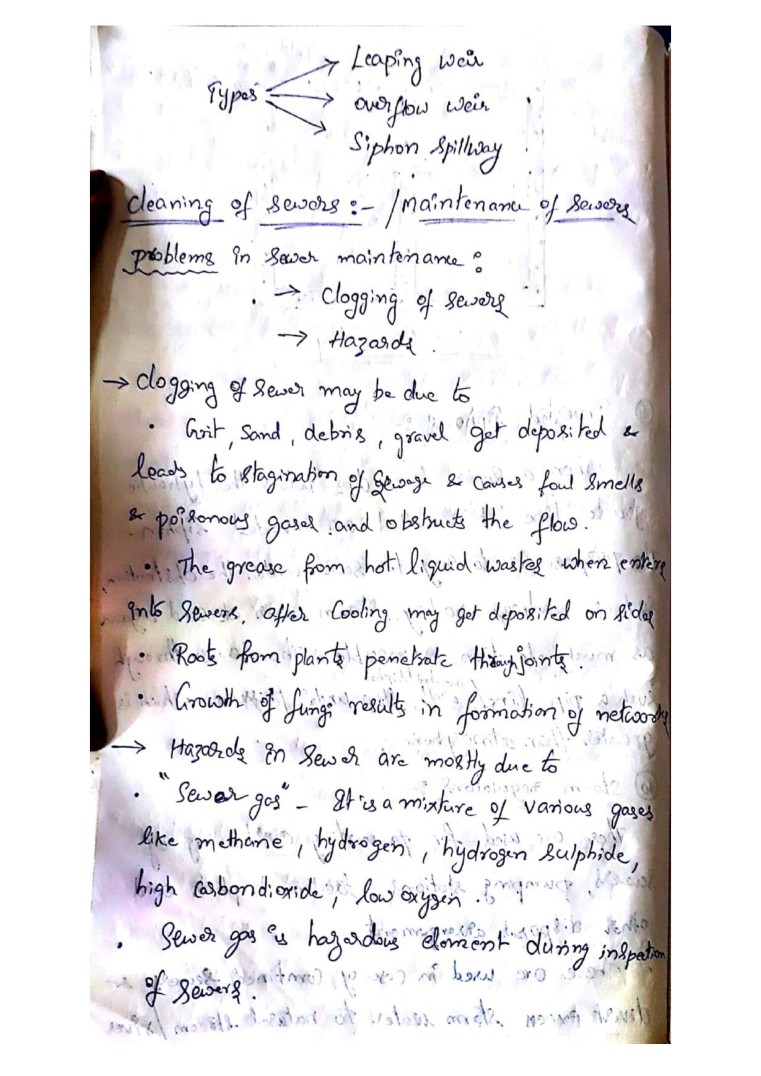 Leaping weir
Types
overflow weir
Siphon Spillway
cleaning of sewers :- /Maintenance of Sewers
problems in sewer maintenance :
→ Clogging of sewers
→ Hazards.
→ Clogging of sewer may be due to
• Grit, Sand, debris, gravel get deposited &
leads to stagination of sewage & causes foul smells
& poisonous gases and obstructs the flow.
• The grease from hot liquid wastes when enters
into sewers, after Cooling may get deposited on sides
• Roots from plants penetrate through joints.
• Growth of fungi results in formation of networks
→ Hazards in sewer are mostly due to
• "Sewer gas" - It is a mixture of various gases
like methane, hydrogen, hydrogen sulphide,
high carbondioxide, low oxygen.
• Sewer gas is hazardous element during inspetion
of sewers.